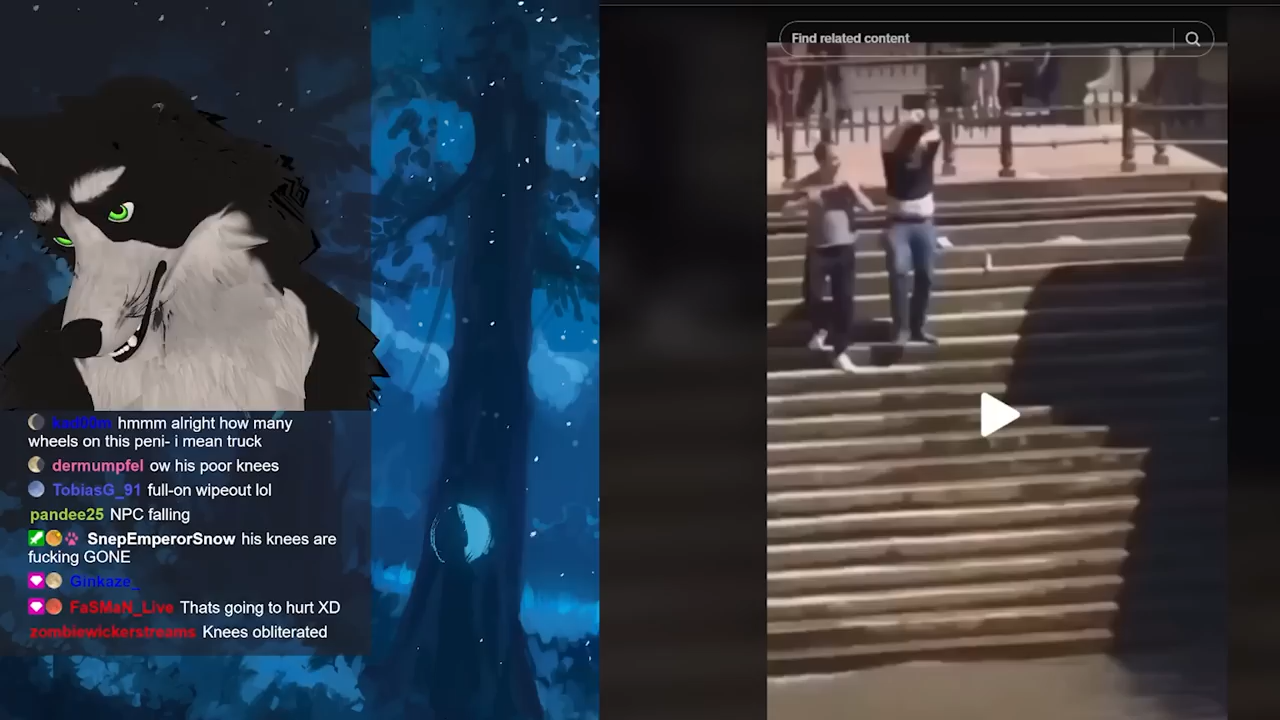 Find related content
kad00m hmmm alright how many
wheels on this peni- i mean truck
dermumpfel ow his poor knees
TobiasG_91 full-on wipeout lol
pandee25 NPC falling
SnepEmperorSnow his knees are
fucking GONE
Ginkaze_
FaSMaN_Live Thats going to hurt XD
zombiewickerstreams Knees obliterated